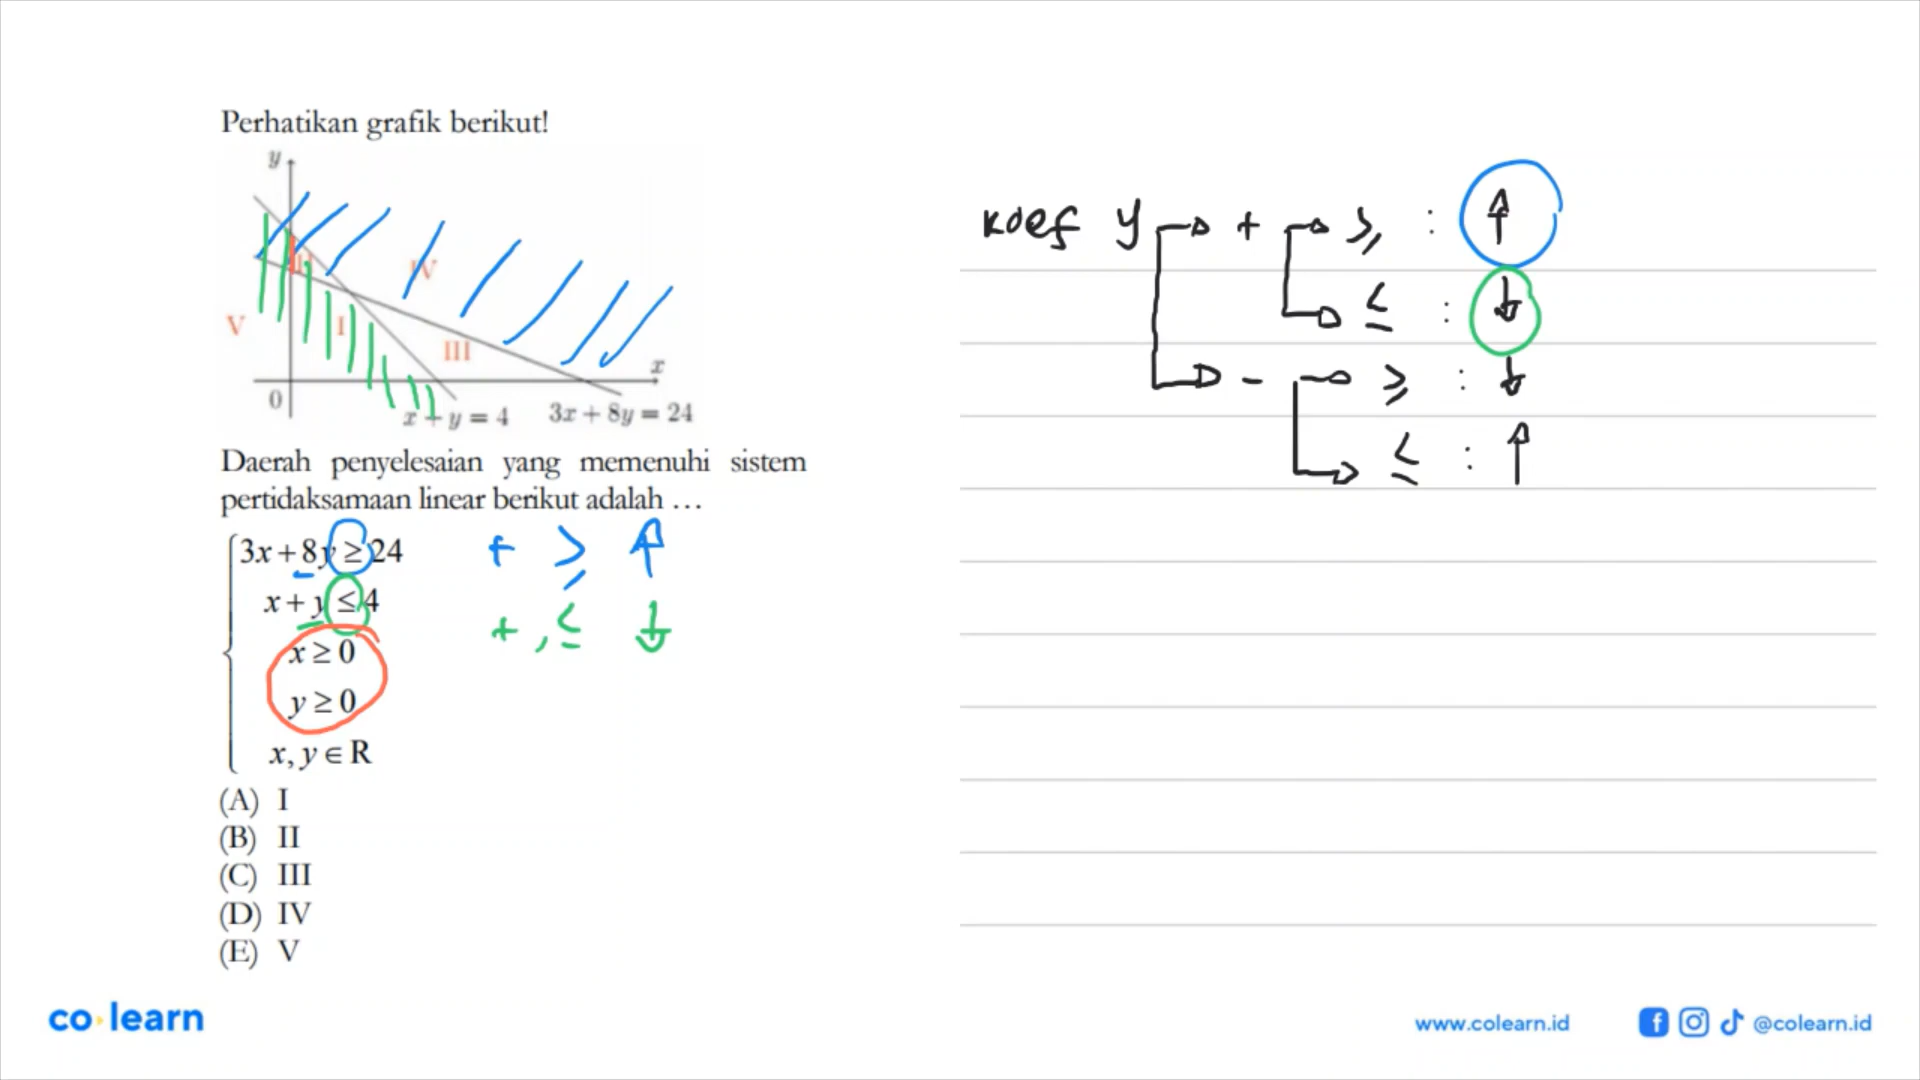 Perhatikan grafik berikut!
y
II
IV
V
I
III
x
0
x + y = 4
3x + 8y = 24
Daerah penyelesaian yang memenuhi sistem
pertidaksamaan linear berikut adalah ...
3x + 8y ≥ 24
+ ≥ ↑
x + y ≤ 4
+ , ≤ ↓
x ≥ 0
y ≥ 0
x, y ∈ R
(A) I
(B) II
(C) III
(D) IV
(E) V
koef y → + → ≥ : ↑
→ ≤ : ↓
→ - → ≥ : ↓
→ ≤ : ↑
co learn
www.colearn.id
@colearn.id